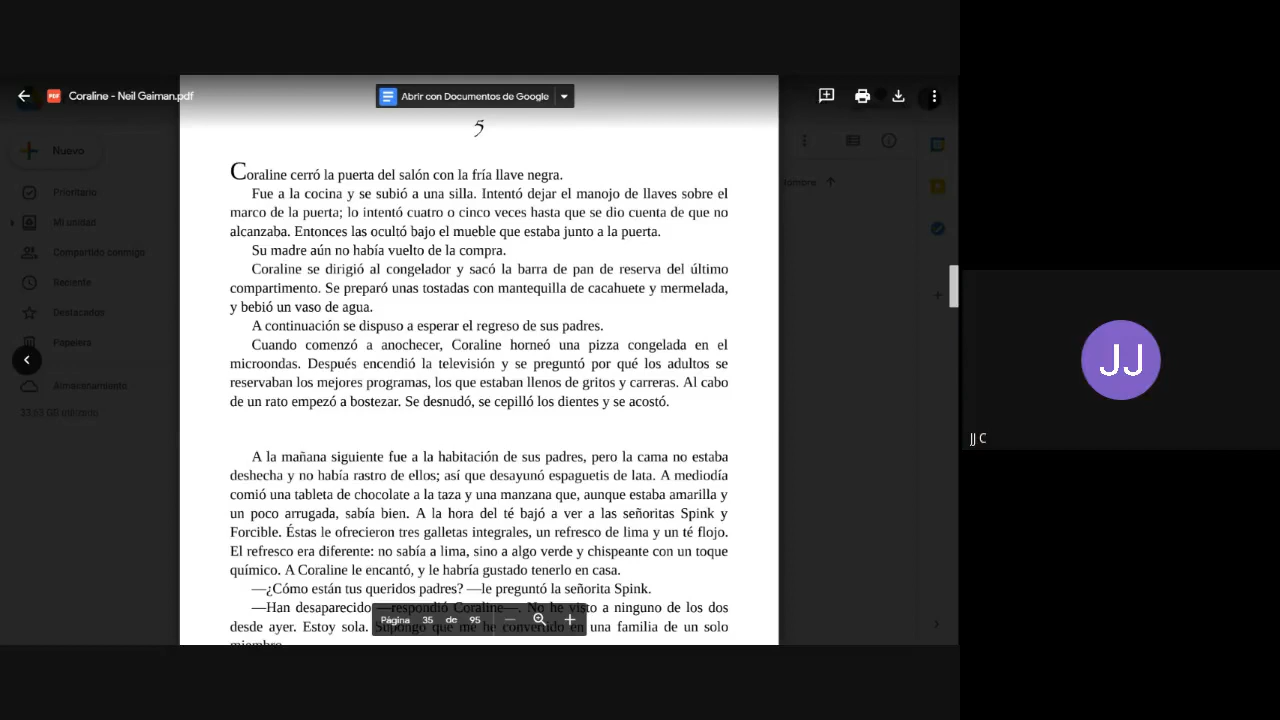 Coraline - Neil Gaiman.pdf
Abrir con Documentos de Google
Nuevo
Prioritario
Mi unidad
Compartido conmigo
Reciente
Destacados
Papelera
Almacenamiento
5
Coraline cerró la puerta del salón con la fría llave negra.
Fue a la cocina y se subió a una silla. Intentó dejar el manojo de llaves sobre el
marco de la puerta; lo intentó cuatro o cinco veces hasta que se dio cuenta de que no
alcanzaba. Entonces las ocultó bajo el mueble que estaba junto a la puerta.
Su madre aún no había vuelto de la compra.
Coraline se dirigió al congelador y sacó la barra de pan de reserva del último
compartimento. Se preparó unas tostadas con mantequilla de cacahuete y mermelada,
y bebió un vaso de agua.
A continuación se dispuso a esperar el regreso de sus padres.
Cuando comenzó a anochecer, Coraline horneó una pizza congelada en el
microondas. Después encendió la televisión y se preguntó por qué los adultos se
reservaban los mejores programas, los que estaban llenos de gritos y carreras. Al cabo
de un rato empezó a bostezar. Se desnudó, se cepilló los dientes y se acostó.
A la mañana siguiente fue a la habitación de sus padres, pero la cama no estaba
deshecha y no había rastro de ellos; así que desayunó espaguetis de lata. A mediodía
comió una tableta de chocolate a la taza y una manzana que, aunque estaba amarilla y
un poco arrugada, sabía bien. A la hora del té bajó a ver a las señoritas Spink y
Forcible. Éstas le ofrecieron tres galletas integrales, un refresco de lima y un té flojo.
El refresco era diferente: no sabía a lima, sino a algo verde y chispeante con un toque
químico. A Coraline le encantó, y le habría gustado tenerlo en casa.
—¿Cómo están tus queridos padres? —le preguntó la señorita Spink.
—Han desaparecido —respondió Coraline—. No he visto a ninguno de los dos
desde ayer. Estoy sola. Supongo que me he convertido en una familia de un solo
miembro.
Página 35 de 95
JJ
JJ C